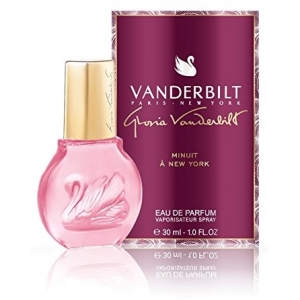 VANDERBILT
PARIS - NEW YORK
Gloria Vanderbilt
MINUIT
À NEW YORK
EAU DE PARFUM
VAPORISATEUR SPRAY
℮ 30 ml - 1.0 FL.OZ